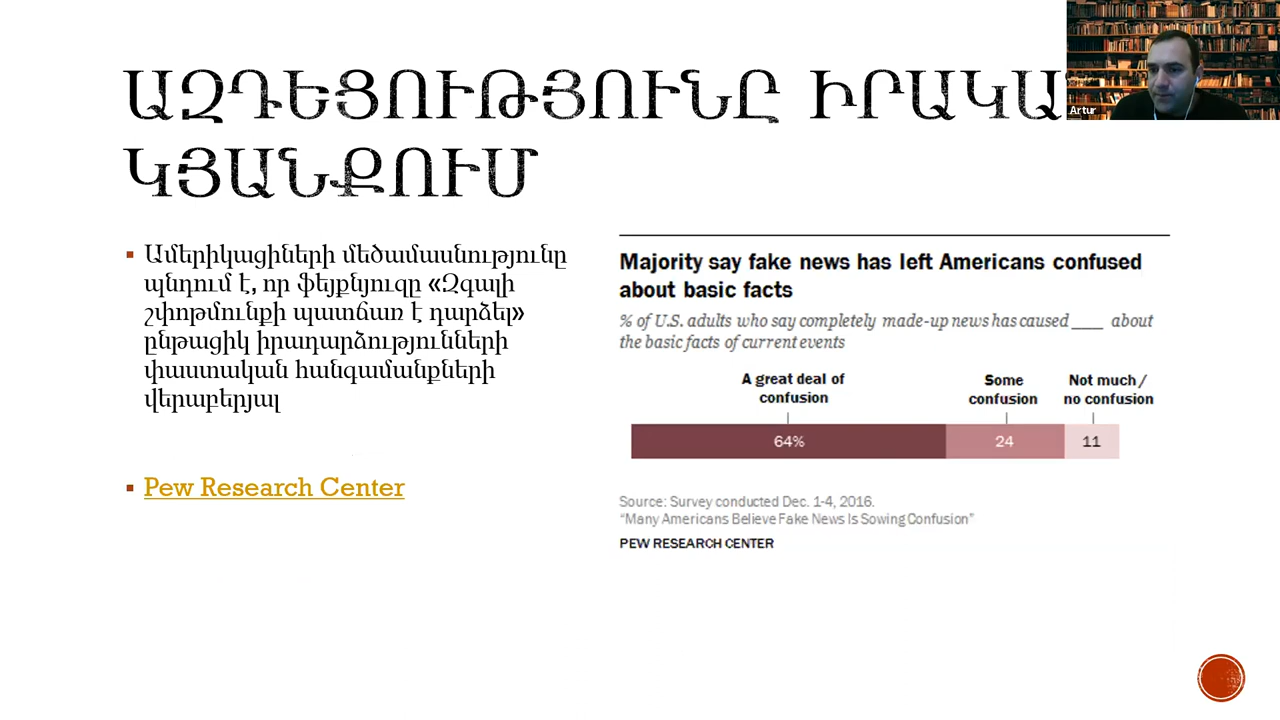 ԱԶԴԵՑՈՒԹՅՈՒՆԸ
ԿՅԱՆՔՈՒՄ
Artur
Ամերիկացիների մեծամասնությունը
պնդում է, որ ֆեյքնյուզը «Զգալի
շփոթմունքի պատճառ է դարձել»
ընթացիկ իրադարձությունների
փաստական հանգամանքների
վերաբերյալ
Pew Research Center
Majority say fake news has left Americans confused
about basic facts
% of U.S. adults who say completely made-up news has caused ___ about
the basic facts of current events
A great deal of
confusion
Some
confusion
Not much /
no confusion
64%
24
11
Source: Survey conducted Dec. 1-4, 2016.
“Many Americans Believe Fake News Is Sowing Confusion”
PEW RESEARCH CENTER